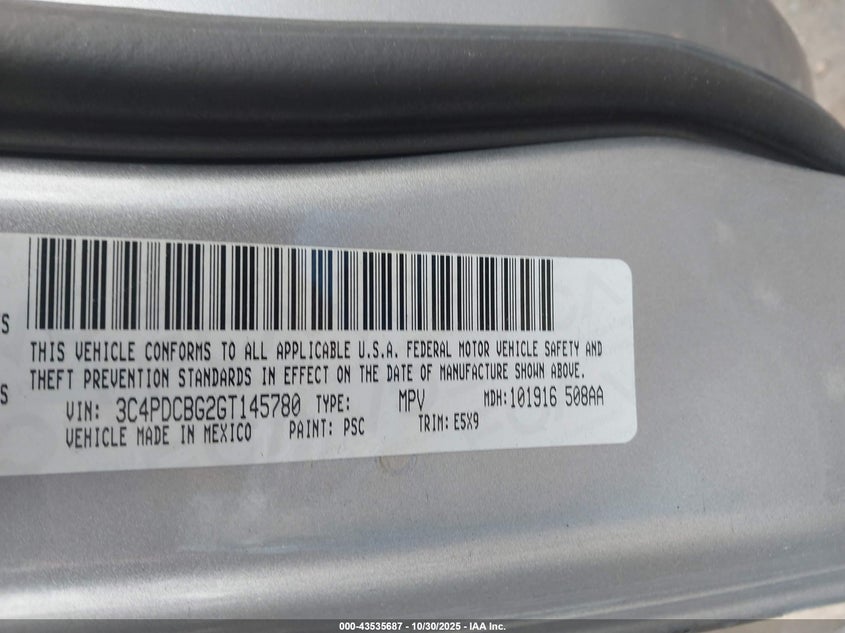 S
THIS VEHICLE CONFORMS TO ALL APPLICABLE U.S.A. FEDERAL MOTOR VEHICLE SAFETY AND
S
THEFT PREVENTION STANDARDS IN EFFECT ON THE DATE OF MANUFACTURE SHOWN ABOVE.
VIN: 3C4PDCBG2GT145780 TYPE: MPV MDH:101916 508AA
VEHICLE MADE IN MEXICO PAINT: PSC TRIM: E5X9
000-43535687 - 10/30/2025 - IAA Inc.